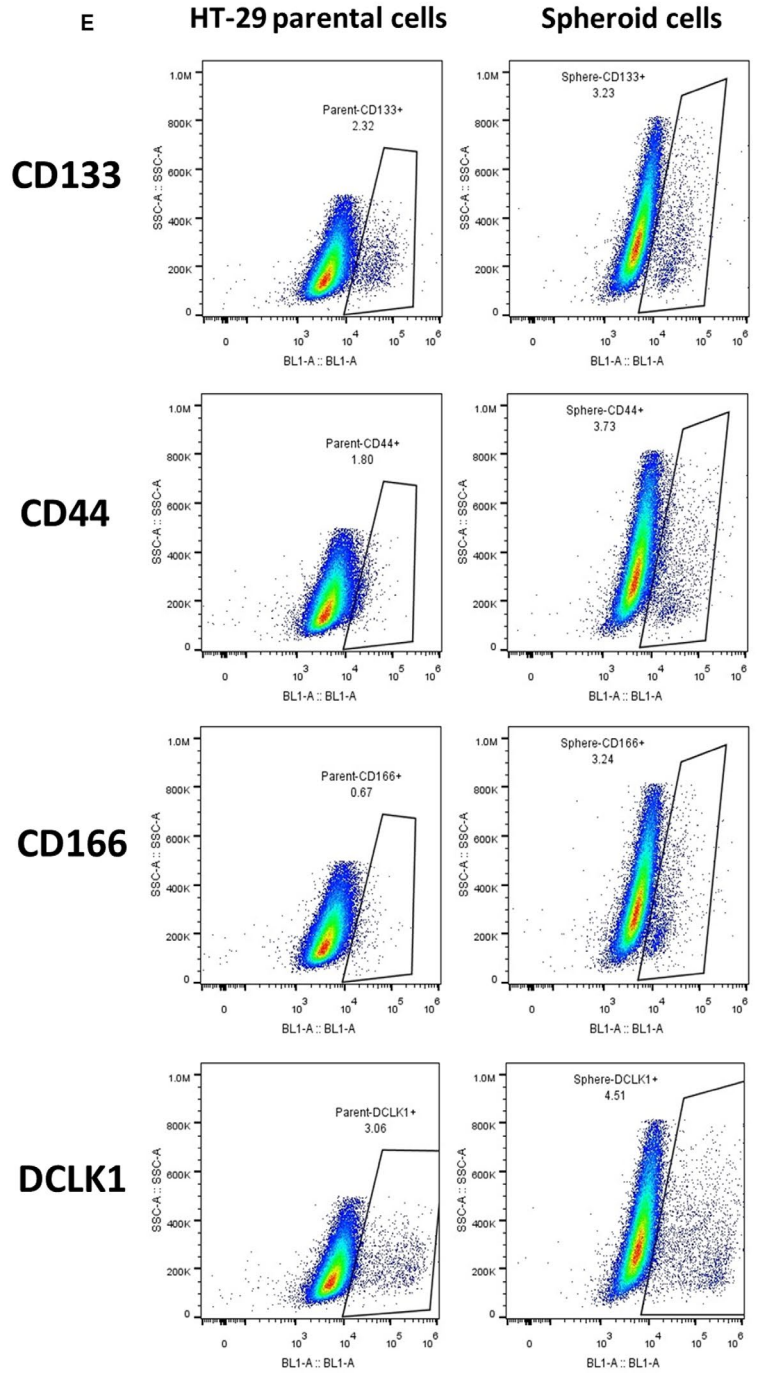 E
HT-29 parental cells
Spheroid cells
CD133
SSC-A :: SSC-A
1.0M
800K
600K
400K
200K
0
Parent-CD133+
2.32
0 10^3 10^4 10^5 10^6
BL1-A :: BL1-A
SSC-A :: SSC-A
1.0M
800K
600K
400K
200K
0
Sphere-CD133+
3.23
0 10^3 10^4 10^5 10^6
BL1-A :: BL1-A
CD44
SSC-A :: SSC-A
1.0M
800K
600K
400K
200K
0
Parent-CD44+
1.80
0 10^3 10^4 10^5 10^6
BL1-A :: BL1-A
SSC-A :: SSC-A
1.0M
800K
600K
400K
200K
0
Sphere-CD44+
3.73
0 10^3 10^4 10^5 10^6
BL1-A :: BL1-A
CD166
SSC-A :: SSC-A
1.0M
800K
600K
400K
200K
0
Parent-CD166+
0.67
0 10^3 10^4 10^5 10^6
BL1-A :: BL1-A
SSC-A :: SSC-A
1.0M
800K
600K
400K
200K
0
Sphere-CD166+
3.24
0 10^3 10^4 10^5 10^6
BL1-A :: BL1-A
DCLK1
SSC-A :: SSC-A
1.0M
800K
600K
400K
200K
0
Parent-DCLK1+
3.06
0 10^3 10^4 10^5 10^6
BL1-A :: BL1-A
SSC-A :: SSC-A
1.0M
800K
600K
400K
200K
0
Sphere-DCLK1+
4.51
0 10^3 10^4 10^5 10^6
BL1-A :: BL1-A